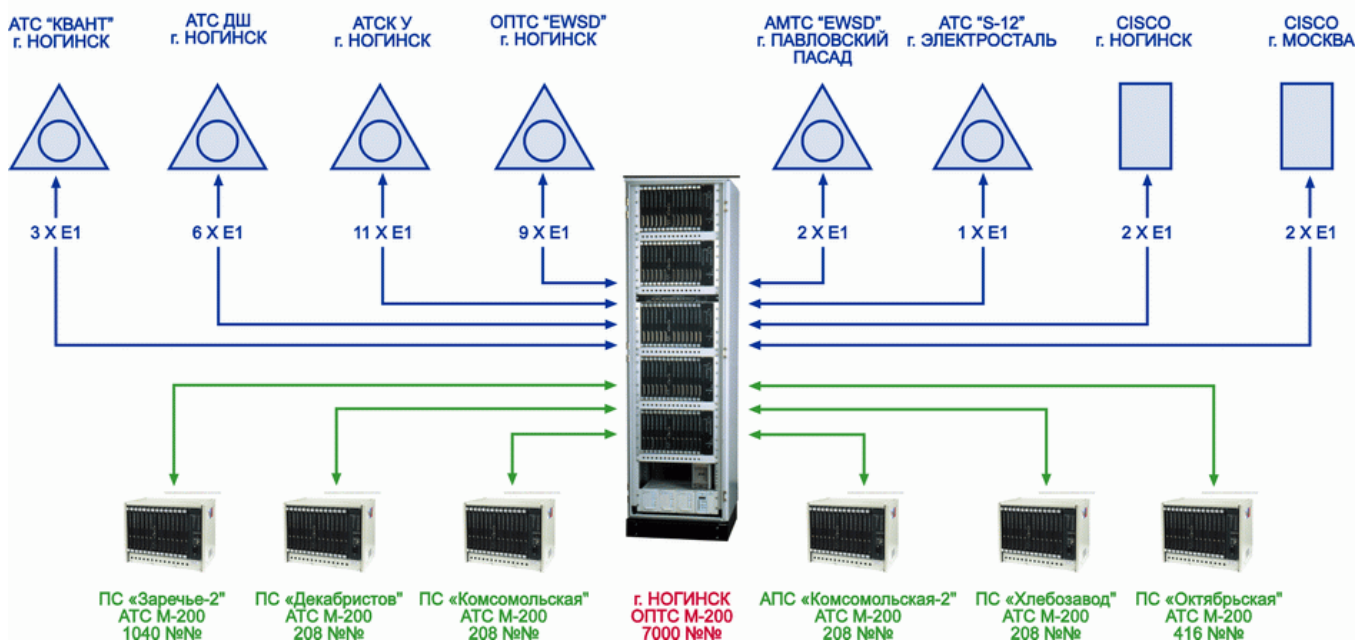 АТС “КВАНТ”
г. НОГИНСК
АТС ДШ
г. НОГИНСК
АТСК У
г. НОГИНСК
ОПТС “EWSD”
г. НОГИНСК
АМТС “EWSD”
г. ПАВЛОВСКИЙ
ПАСАД
АТС “S-12”
г. ЭЛЕКТРОСТАЛЬ
CISCO
г. НОГИНСК
CISCO
г. МОСКВА
3 X E1
6 X E1
11 X E1
9 X E1
2 X E1
1 X E1
2 X E1
2 X E1
ПС «Заречье-2"
АТС М-200
1040 №№
ПС «Декабристов"
АТС М-200
208 №№
ПС «Комсомольская"
АТС М-200
208 №№
г. НОГИНСК
ОПТС М-200
7000 №№
АПС «Комсомольская-2"
АТС М-200
208 №№
ПС «Хлебозавод"
АТС М-200
208 №№
ПС «Октябрьская"
АТС М-200
416 №№